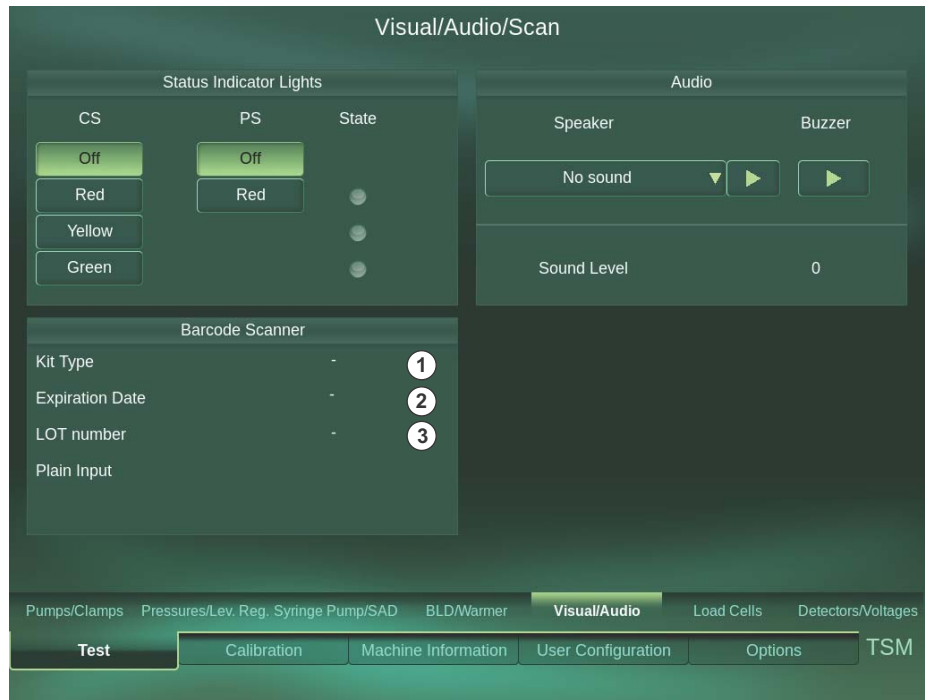 Visual/Audio/Scan
Status Indicator Lights
CS PS State
Off Off
Red Red
Yellow
Green
Audio
Speaker Buzzer
No sound
Sound Level 0
Barcode Scanner
Kit Type - 1
Expiration Date - 2
LOT number - 3
Plain Input
Pumps/Clamps Pressures/Lev. Reg. Syringe Pump/SAD BLD/Warmer Visual/Audio Load Cells Detectors/Voltages
Test Calibration Machine Information User Configuration Options TSM